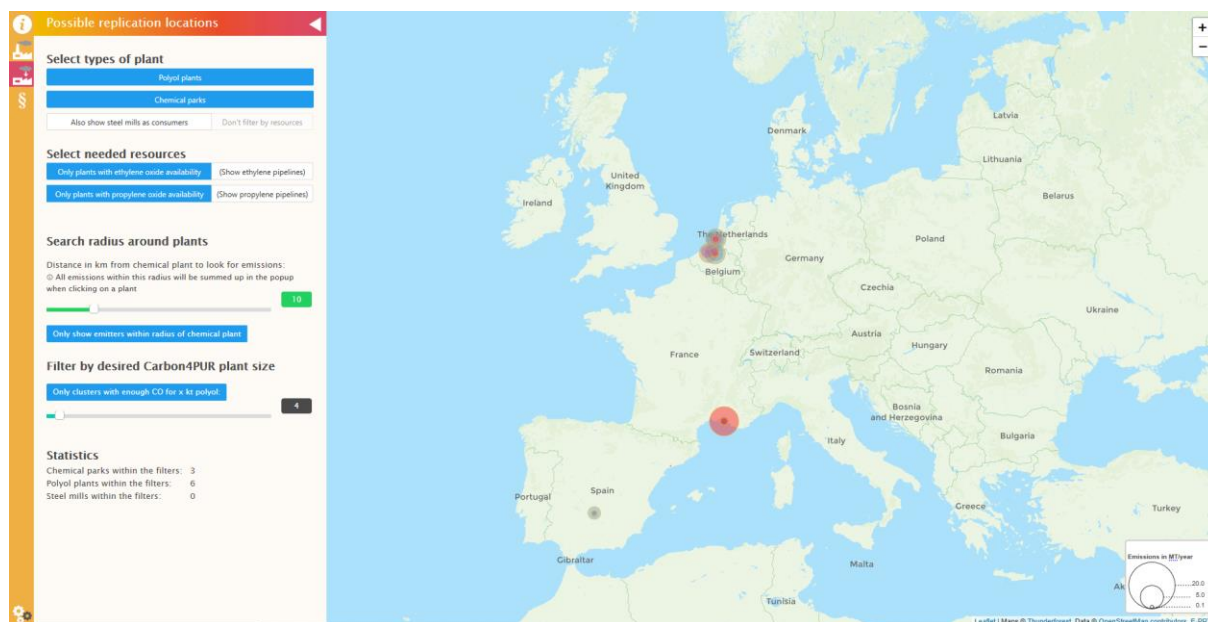 Possible replication locations
Select types of plant
Polyol plants
Chemical parks
Also show steel mills as consumers
Don't filter by resources
Select needed resources
Only plants with ethylene oxide availability
(Show ethylene pipelines)
Only plants with propylene oxide availability
(Show propylene pipelines)
Search radius around plants
Distance in km from chemical plant to look for emissions:
All emissions within this radius will be summed up in the popup
when clicking on a plant
10
Only show emitters within radius of chemical plant
Filter by desired Carbon4PUR plant size
Only clusters with enough CO for x kt polyol:
4
Statistics
Chemical parks within the filters: 3
Polyol plants within the filters: 6
Steel mills within the filters: 0
i
§
+
−
Latvia
Denmark
Lithuania
United
Kingdom
Ireland
Belarus
The Netherlands
Poland
Germany
Belgium
Czechia
Ukraine
Austria
Hungary
France
Switzerland
Romania
Bosnia
and Herzegovina
Italy
Bulgaria
Portugal
Spain
Greece
Turkey
Gibraltar
Malta
Tunisia
Emissions in MT/year
20.0
5.0
0.1
Leaflet | Maps © Thunderforest, Data © OpenStreetMap contributors, E-PR